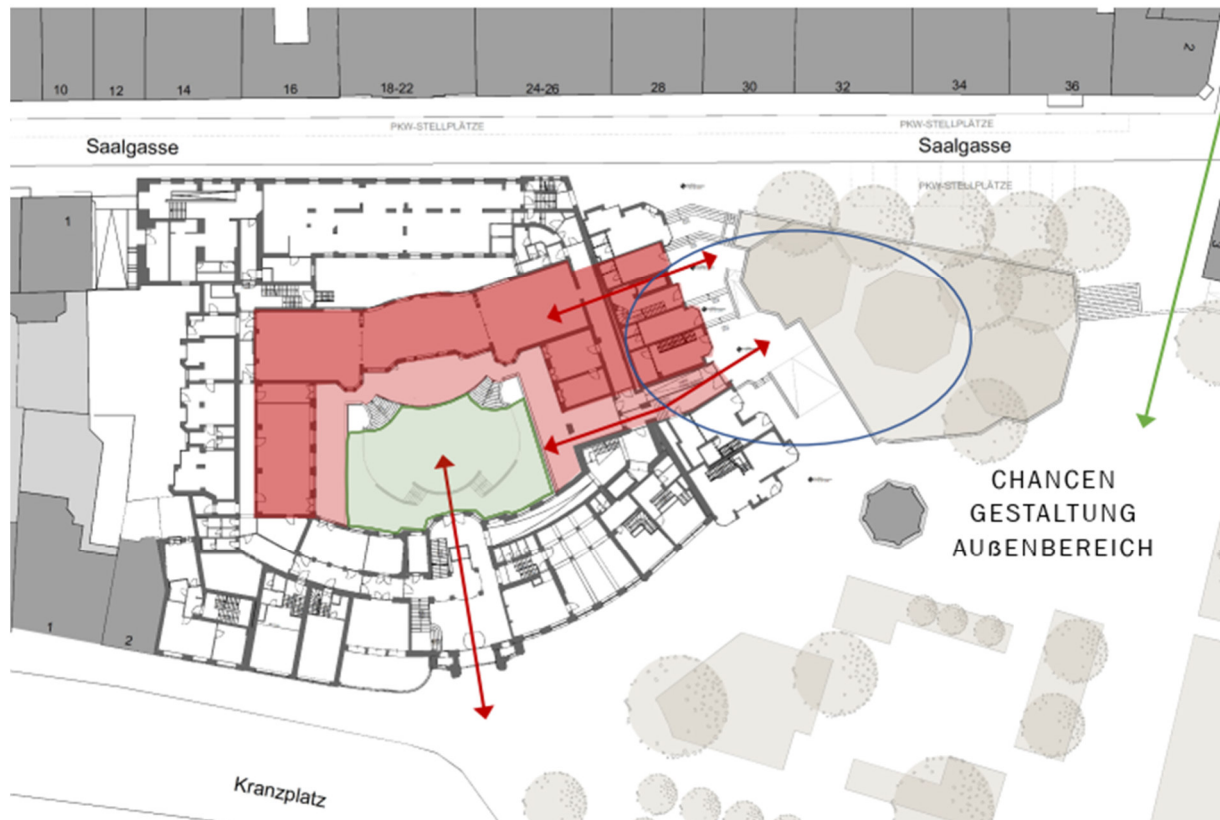 2
10
12
14
16
18-22
24-26
28
30
32
34
36
PKW-STELLPLÄTZE
PKW-STELLPLÄTZE
Saalgasse
Saalgasse
PKW-STELLPLÄTZE
1
CHANCEN
GESTALTUNG
AUßENBEREICH
1
2
Kranzplatz